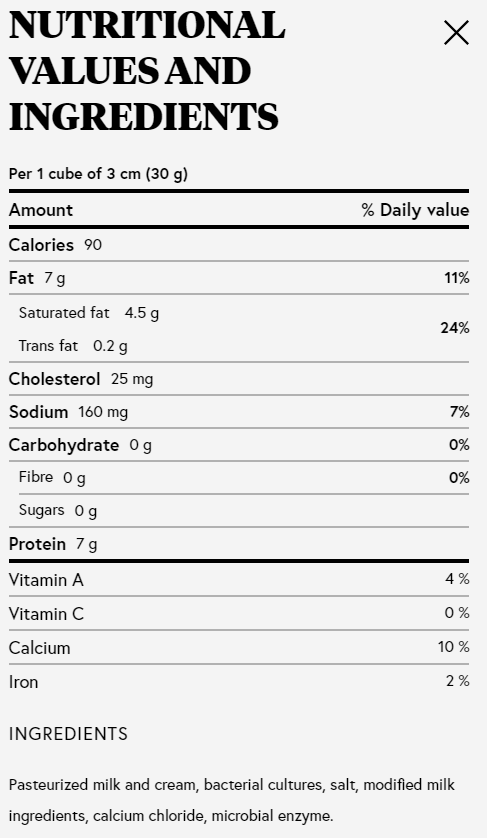 NUTRITIONAL
VALUES AND
INGREDIENTS
Per 1 cube of 3 cm (30 g)
Amount % Daily value
Calories 90
Fat 7 g 11%
Saturated fat 4.5 g
24%
Trans fat 0.2 g
Cholesterol 25 mg
Sodium 160 mg 7%
Carbohydrate 0 g 0%
Fibre 0 g 0%
Sugars 0 g
Protein 7 g
Vitamin A 4 %
Vitamin C 0 %
Calcium 10 %
Iron 2 %
INGREDIENTS
Pasteurized milk and cream, bacterial cultures, salt, modified milk
ingredients, calcium chloride, microbial enzyme.